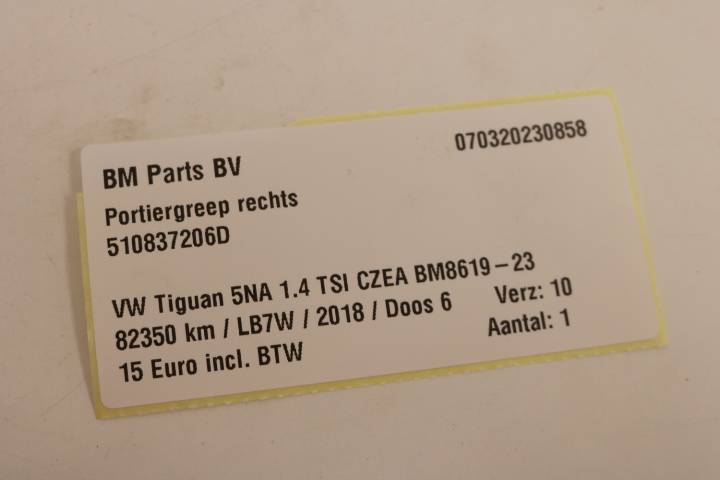 BM Parts BV
070320230858
Portiergreep rechts
510837206D
VW Tiguan 5NA 1.4 TSI CZEA BM8619-23
82350 km / LB7W / 2018 / Doos 6 Verz: 10
15 Euro incl. BTW Aantal: 1